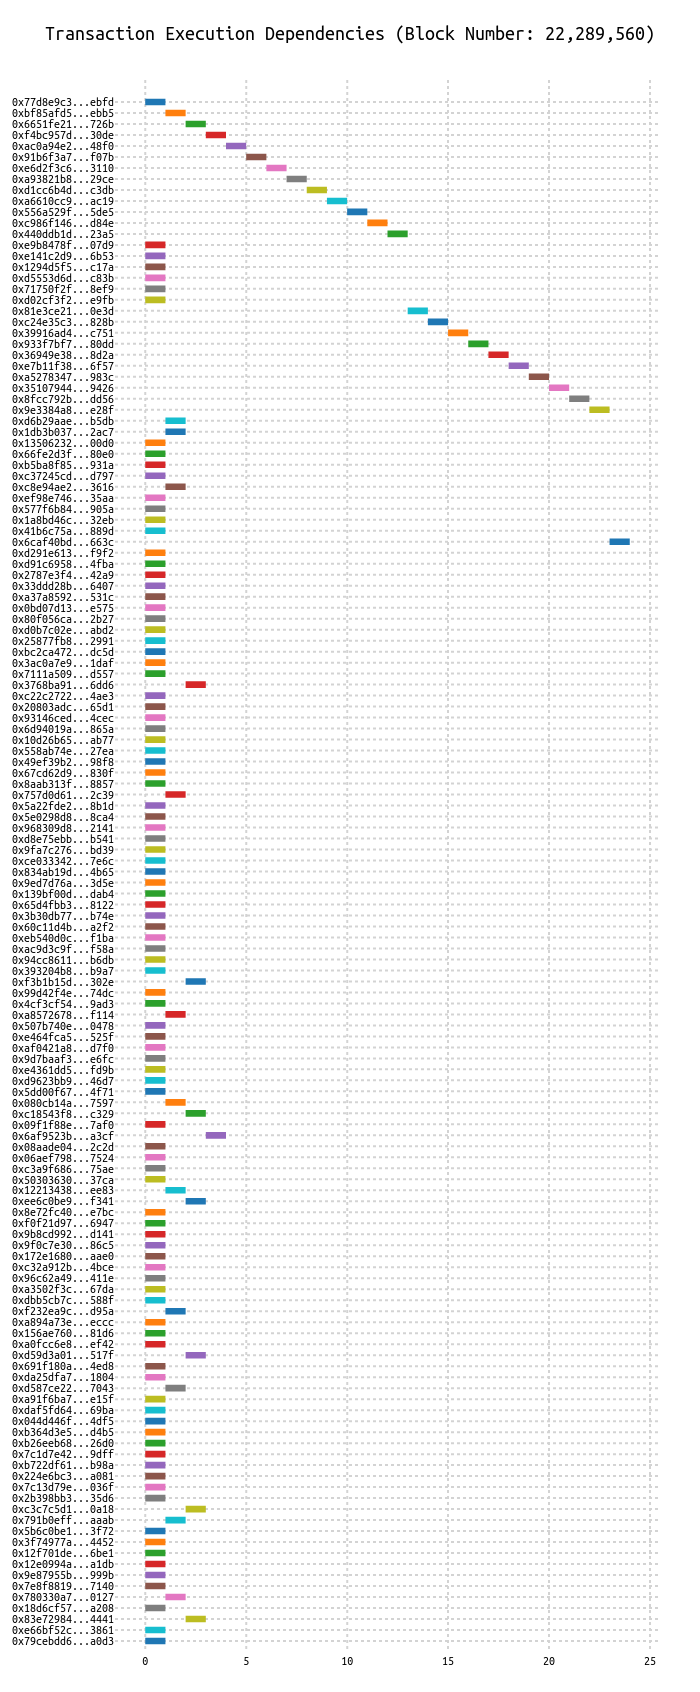 Transaction Execution Dependencies (Block Number: 22,289,560)
0x77d8e9c3...ebfd
0xbf85afd5...ebb5
0x6651fe21...726b
0xf4bc957d...30de
0xac0a94e2...48f0
0x91b6f3a7...f07b
0xe6d2f3c6...3110
0xa93821b8...29ce
0xd1cc6b4d...c3db
0xa6610cc9...ac19
0x556a529f...5de5
0xc986f146...d84e
0x440ddb1d...23a5
0xe9b8478f...07d9
0xe141c2d9...6b53
0x1294d5f5...c17a
0xd5553d6d...c83b
0x71750f2f...8ef9
0xd02cf3f2...e9fb
0x81e3ce21...0e3d
0xc24e35c3...828b
0x39916ad4...c751
0x933f7bf7...80dd
0x36949e38...8d2a
0xe7b11f38...6f57
0xa5278347...983c
0x35107944...9426
0x8fcc792b...dd56
0x9e3384a8...e28f
0xd6b29aae...b5db
0x1db3b037...2ac7
0x13506232...00d0
0x66fe2d3f...80e0
0xb5ba8f85...931a
0xc37245cd...d797
0xc8e94ae2...3616
0xef98e746...35aa
0x577f6b84...905a
0x1a8bd46c...32eb
0x41b6c75a...889d
0x6caf40bd...663c
0xd291e613...f9f2
0xd91c6958...4fba
0x2787e3f4...42a9
0x33ddd28b...6407
0xa37a8592...531c
0x0bd07d13...e575
0x80f056ca...2b27
0xd0b7c02e...abd2
0x25877fb8...2991
0xbc2ca472...dc5d
0x3ac0a7e9...1daf
0x7111a509...d557
0x3768ba91...6dd6
0xc22c2722...4ae3
0x20803adc...65d1
0x93146ced...4cec
0x6d94019a...865a
0x10d26b65...ab77
0x558ab74e...27ea
0x49ef39b2...98f8
0x67cd62d9...830f
0x8aab313f...8857
0x757d0d61...2c39
0x5a22fde2...8b1d
0x5e0298d8...8ca4
0x968309d8...2141
0xd8e75ebb...b541
0x9fa7c276...bd39
0xce033342...7e6c
0x834ab19d...4b65
0x9ed7d76a...3d5e
0x139bf00d...dab4
0x65d4fbb3...8122
0x3b30db77...b74e
0x60c11d4b...a2f2
0xeb540d0c...f1ba
0xac9d3c9f...f58a
0x94cc8611...b6db
0x393204b8...b9a7
0xf3b1b15d...302e
0x99d42f4e...74dc
0x4cf3cf54...9ad3
0xa8572678...f114
0x507b740e...0478
0xe464fca5...525f
0xaf0421a8...d7f0
0x9d7baaf3...e6fc
0xe4361dd5...fd9b
0xd9623bb9...46d7
0x5dd00f67...4f71
0x080cb14a...7597
0xc18543f8...c329
0x09f1f88e...7af0
0x6af9523b...a3cf
0x08aade04...2c2d
0x06aef798...7524
0xc3a9f686...75ae
0x50303630...37ca
0x12213438...ee83
0xee6c0be9...f341
0x8e72fc40...e7bc
0xf0f21d97...6947
0x9b8cd992...d141
0x9f0c7e30...86c5
0x172e1680...aae0
0xc32a912b...4bce
0x96c62a49...411e
0xa3502f3c...67da
0xdbb5cb7c...588f
0xf232ea9c...d95a
0xa894a73e...eccc
0x156ae760...81d6
0xa0fcc6e8...ef42
0xd59d3a01...517f
0x691f180a...4ed8
0xda25dfa7...1804
0xd587ce22...7043
0xa91f6ba7...e15f
0xdaf5fd64...69ba
0x044d446f...4df5
0xb364d3e5...d4b5
0xb26eeb68...26d0
0x7c1d7e42...9dff
0xb722df61...b98a
0x224e6bc3...a081
0x7c13d79e...036f
0x2b398bb3...35d6
0xc3c7c5d1...0a18
0x791b0eff...aaab
0x5b6c0be1...3f72
0x3f74977a...4452
0x12f701de...6be1
0x12e0994a...a1db
0x9e87955b...999b
0x7e8f8819...7140
0x780330a7...0127
0x18d6cf57...a208
0x83e72984...4441
0xe66bf52c...3861
0x79cebdd6...a0d3
0 5 10 15 20 25